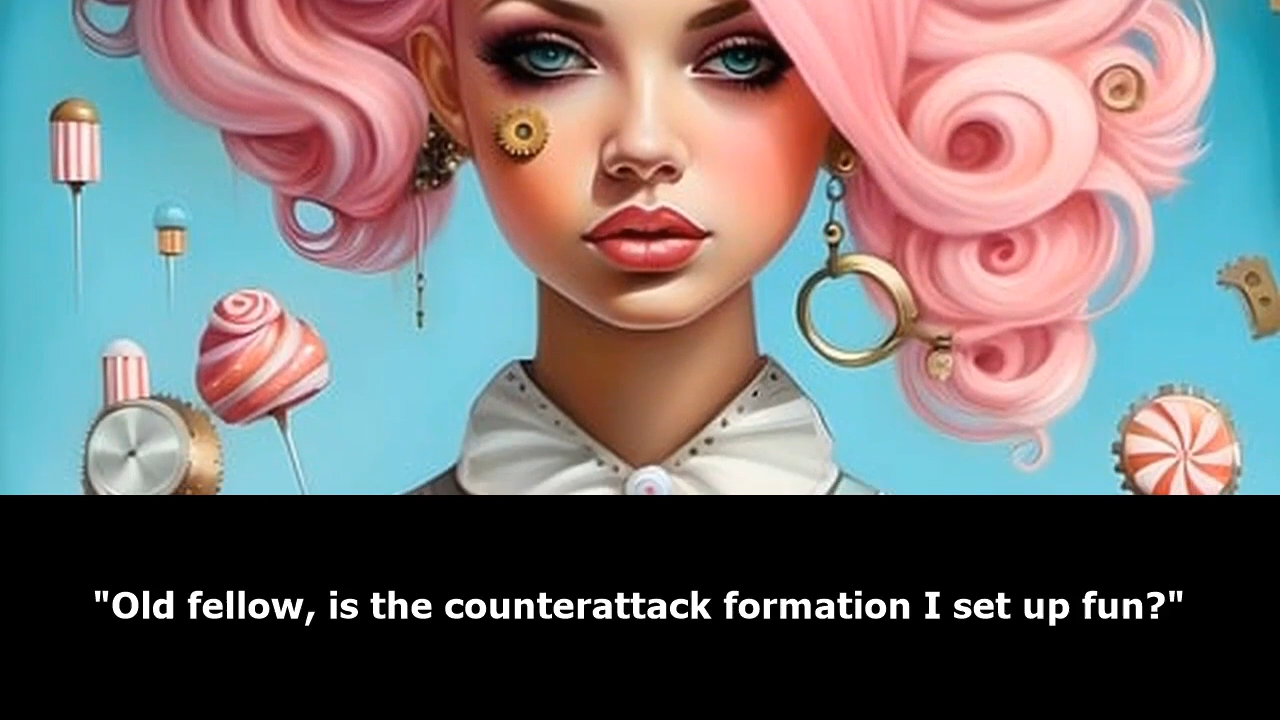 "Old fellow, is the counterattack formation I set up fun?"